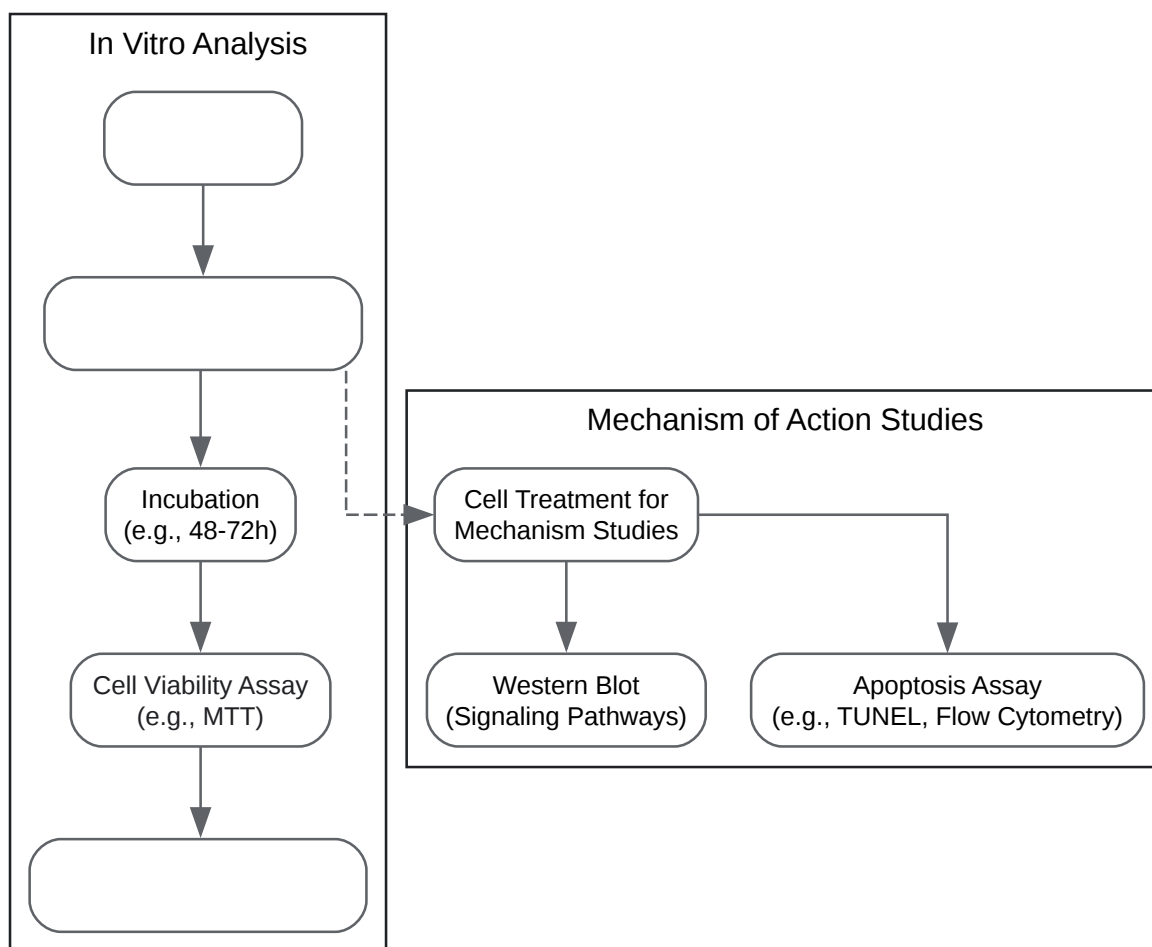 In Vitro Analysis
Incubation
(e.g., 48-72h)
Cell Viability Assay
(e.g., MTT)
Mechanism of Action Studies
Cell Treatment for
Mechanism Studies
Western Blot
(Signaling Pathways)
Apoptosis Assay
(e.g., TUNEL, Flow Cytometry)